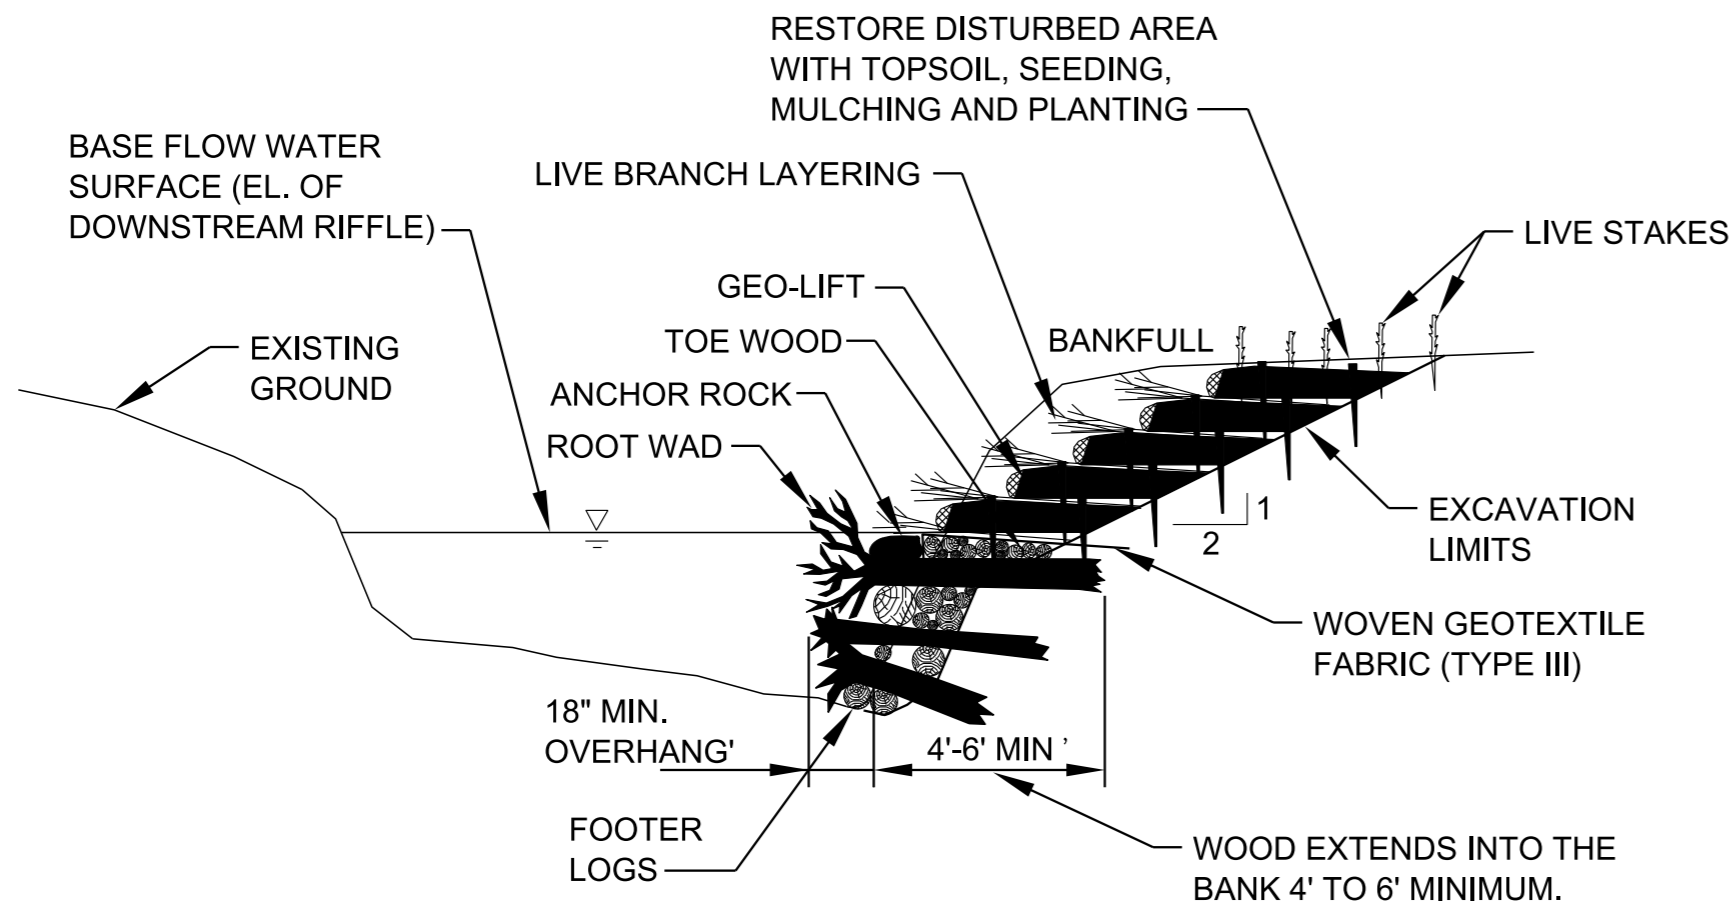 RESTORE DISTURBED AREA
WITH TOPSOIL, SEEDING,
MULCHING AND PLANTING
BASE FLOW WATER
SURFACE (EL. OF
DOWNSTREAM RIFFLE)
LIVE BRANCH LAYERING
LIVE STAKES
GEO-LIFT
TOE WOOD
BANKFULL
EXISTING
GROUND
ANCHOR ROCK
ROOT WAD
1
2
EXCAVATION
LIMITS
WOVEN GEOTEXTILE
FABRIC (TYPE III)
18" MIN.
OVERHANG'
4'-6' MIN '
FOOTER
LOGS
WOOD EXTENDS INTO THE
BANK 4' TO 6' MINIMUM.